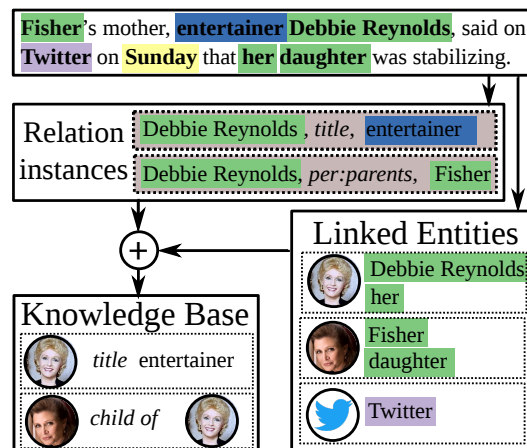 Fisher's mother, entertainer Debbie Reynolds, said on
Twitter on Sunday that her daughter was stabilizing.
Relation
instances
Debbie Reynolds , title, entertainer
Debbie Reynolds, per:parents, Fisher
+
Linked Entities
Debbie Reynolds
her
Fisher
daughter
Twitter
Knowledge Base
title entertainer
child of